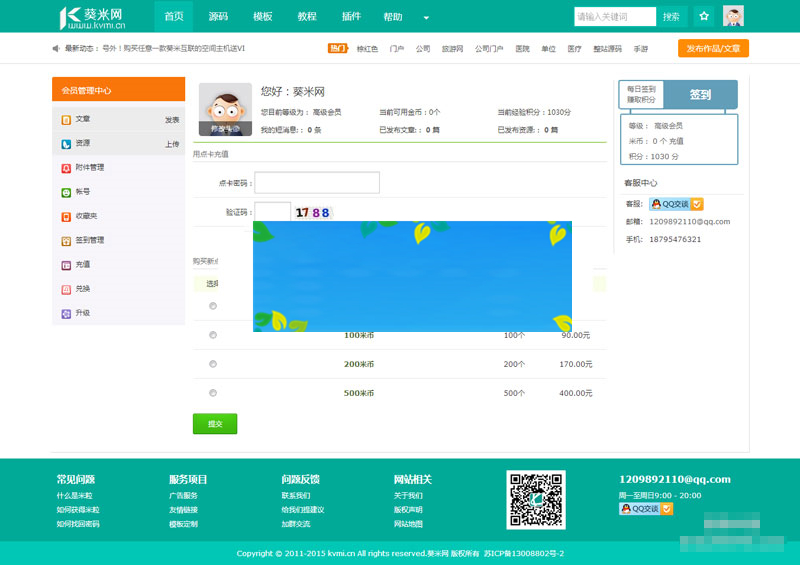 葵米网
www.kvmi.cn
首页 源码 模板 教程 插件 帮助
请输入关键词 搜索
最新动态： 号外！购买任意一款葵米互联的空间主机送VI
热门 棕红色 门户 公司 旅游网 公司门户 医院 单位 医疗 整站源码 手游
发布作品/文章
会员管理中心
文章 发表
资源 上传
附件管理
帐号
收藏夹
签到管理
充值
兑换
升级
修改头像
您好：葵米网
您目前等级为： 高级会员 当前可用金币：0个 当前经验积分：1030分
我的短消息：： 0 条 已发布文章：： 0 篇 已发布资源：： 0 篇
用点卡充值
点卡密码：
验证码： 1788
购买新点
选择
100米币 100个 90.00元
200米币 200个 170.00元
500米币 500个 400.00元
提交
每日签到
赚取积分
签到
等级： 高级会员
米币： 0 个 充值
积分：1030 分
客服中心
客服： QQ交谈
邮箱： 1209892110@qq.com
手机： 18795476321
常见问题
什么是米粒
如何获得米粒
如何找回密码
服务项目
广告服务
友情链接
模板定制
问题反馈
联系我们
给我们提建议
加群交流
网站相关
关于我们
版权声明
网站地图
1209892110@qq.com
周一至周日9:00 - 20:00
QQ交谈
Copyright © 2011-2015 kvmi.cn All rights reserved.葵米网 版权所有 苏ICP备13008802号-2